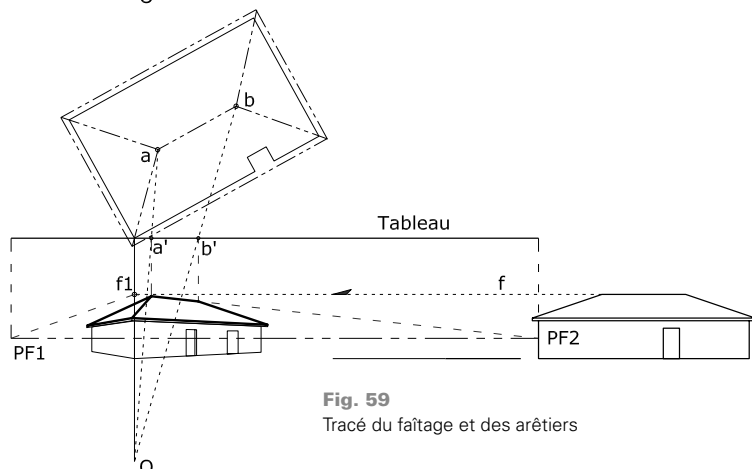 b
a
Tableau
a'
b'
f1
f
PF1
PF2
Fig. 59
Tracé du faîtage et des arêtiers
O